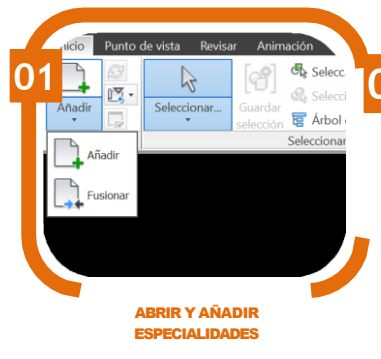 Inicio Punto de vista Revisar Animación
01
Añadir
Seleccionar...
Guardar
selección
Selecc.
Selecci
Árbol
Seleccionar
Añadir
Fusionar
ABRIR Y AÑADIR
ESPECIALIDADES